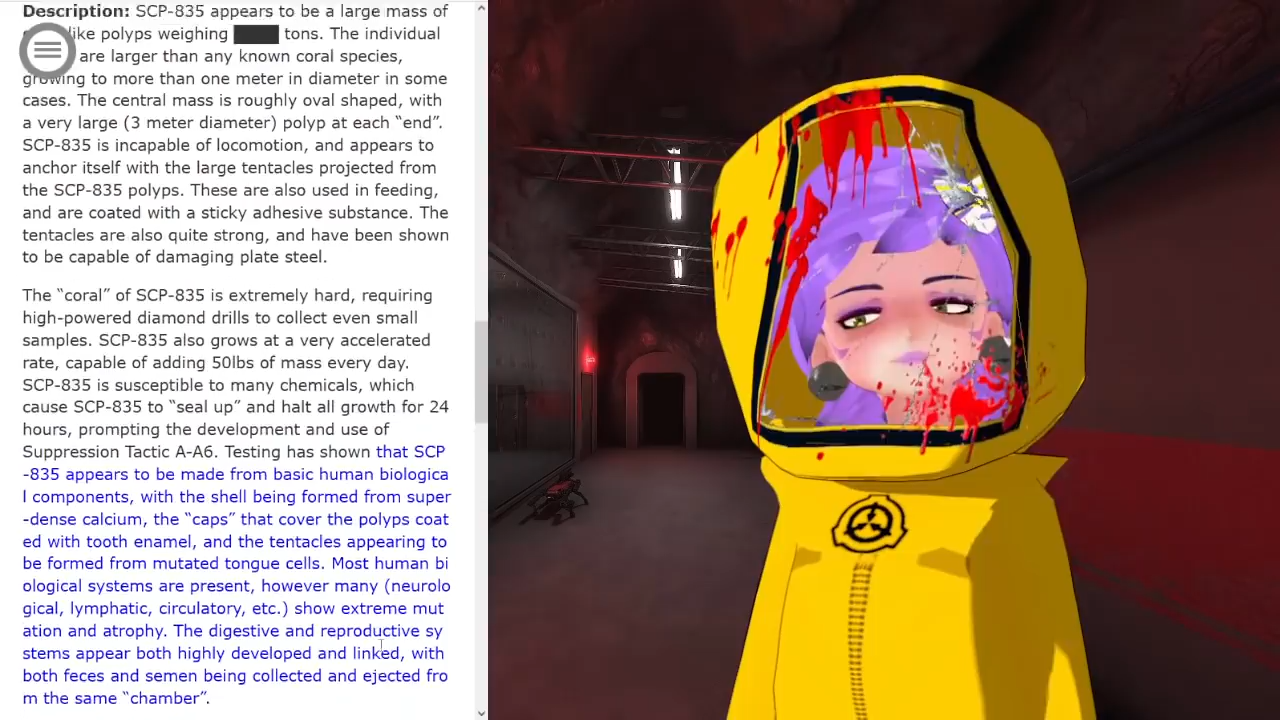 Description: SCP-835 appears to be a large mass of
like polyps weighing tons. The individual
are larger than any known coral species,
growing to more than one meter in diameter in some
cases. The central mass is roughly oval shaped, with
a very large (3 meter diameter) polyp at each “end”.
SCP-835 is incapable of locomotion, and appears to
anchor itself with the large tentacles projected from
the SCP-835 polyps. These are also used in feeding,
and are coated with a sticky adhesive substance. The
tentacles are also quite strong, and have been shown
to be capable of damaging plate steel.
The “coral” of SCP-835 is extremely hard, requiring
high-powered diamond drills to collect even small
samples. SCP-835 also grows at a very accelerated
rate, capable of adding 50lbs of mass every day.
SCP-835 is susceptible to many chemicals, which
cause SCP-835 to “seal up” and halt all growth for 24
hours, prompting the development and use of
Suppression Tactic A-A6. Testing has shown that SCP
-835 appears to be made from basic human biologica
l components, with the shell being formed from super
-dense calcium, the “caps” that cover the polyps coat
ed with tooth enamel, and the tentacles appearing to
be formed from mutated tongue cells. Most human bi
ological systems are present, however many (neurolo
gical, lymphatic, circulatory, etc.) show extreme mut
ation and atrophy. The digestive and reproductive sy
stems appear both highly developed and linked, with
both feces and semen being collected and ejected fro
m the same “chamber”.